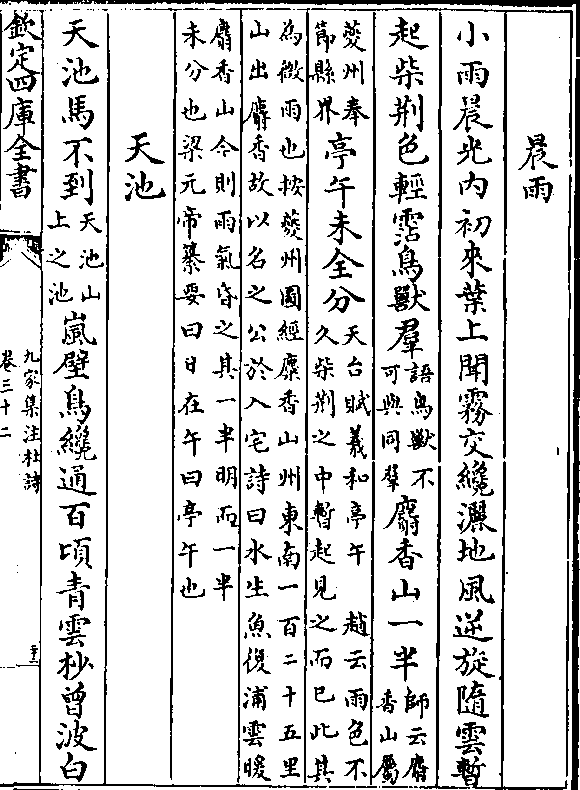 晨雨
小雨晨光内初來葉上聞霧交纔灑地風逆旋隨雲暫
起柴荆色輕霑鳥獸羣語鳥獸不可與同羣麝香山一半師云麝香山屬
夔州奉節縣界亭午未全分天台賦羲和亭午 趙云雨色不久柴荆之中暫起見之而已此其
為微雨也按夔州圖經麋香山州東南一百二十五里
山出麝香故以名之公於入宅詩曰水生魚復浦雲暖
麝香山今則雨氣昏之其一半明而一半
未分也梁元帝纂要曰日在午曰亭午也
天池
天池馬不到天池山上之池嵐壁鳥纔通百頃青雲杪曾波白
欽定四庫全書
九家集注杜詩
卷三十二